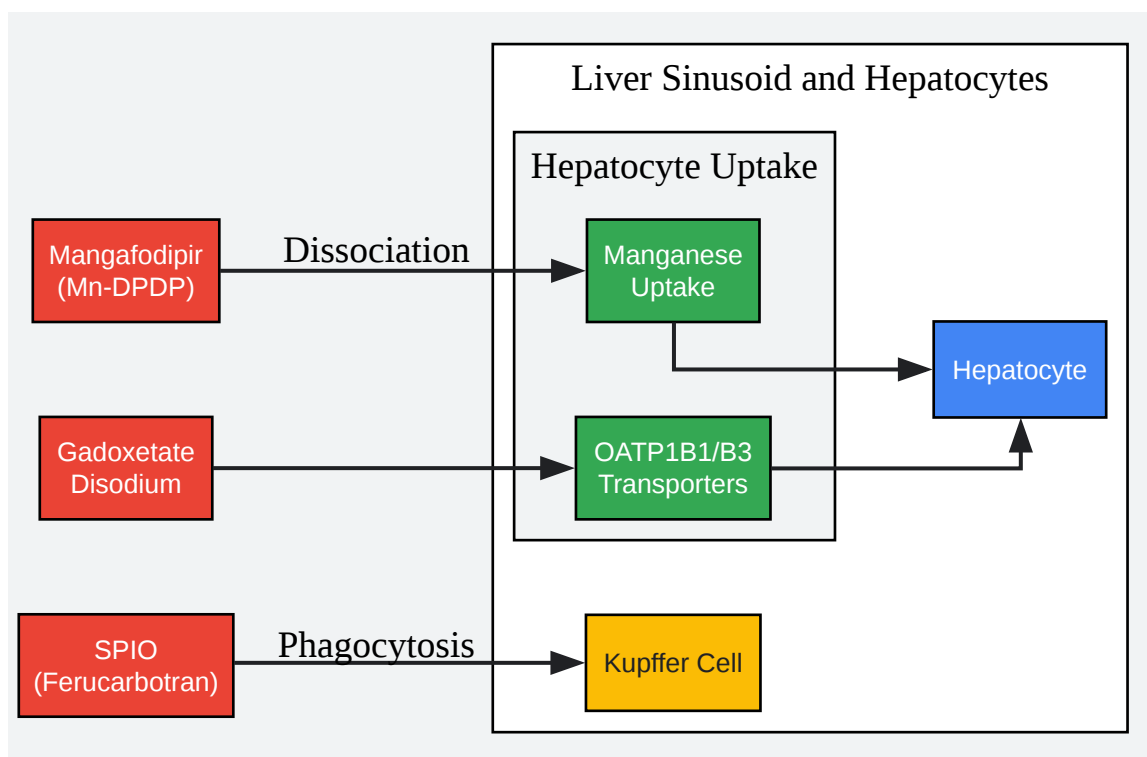 Liver Sinusoid and Hepatocytes
Hepatocyte Uptake
Mangafodipir
(Mn-DPDP)
Dissociation
Manganese
Uptake
Hepatocyte
Gadoxetate
Disodium
OATP1B1/B3
Transporters
SPIO
(Ferucarbotran)
Phagocytosis
Kupffer Cell